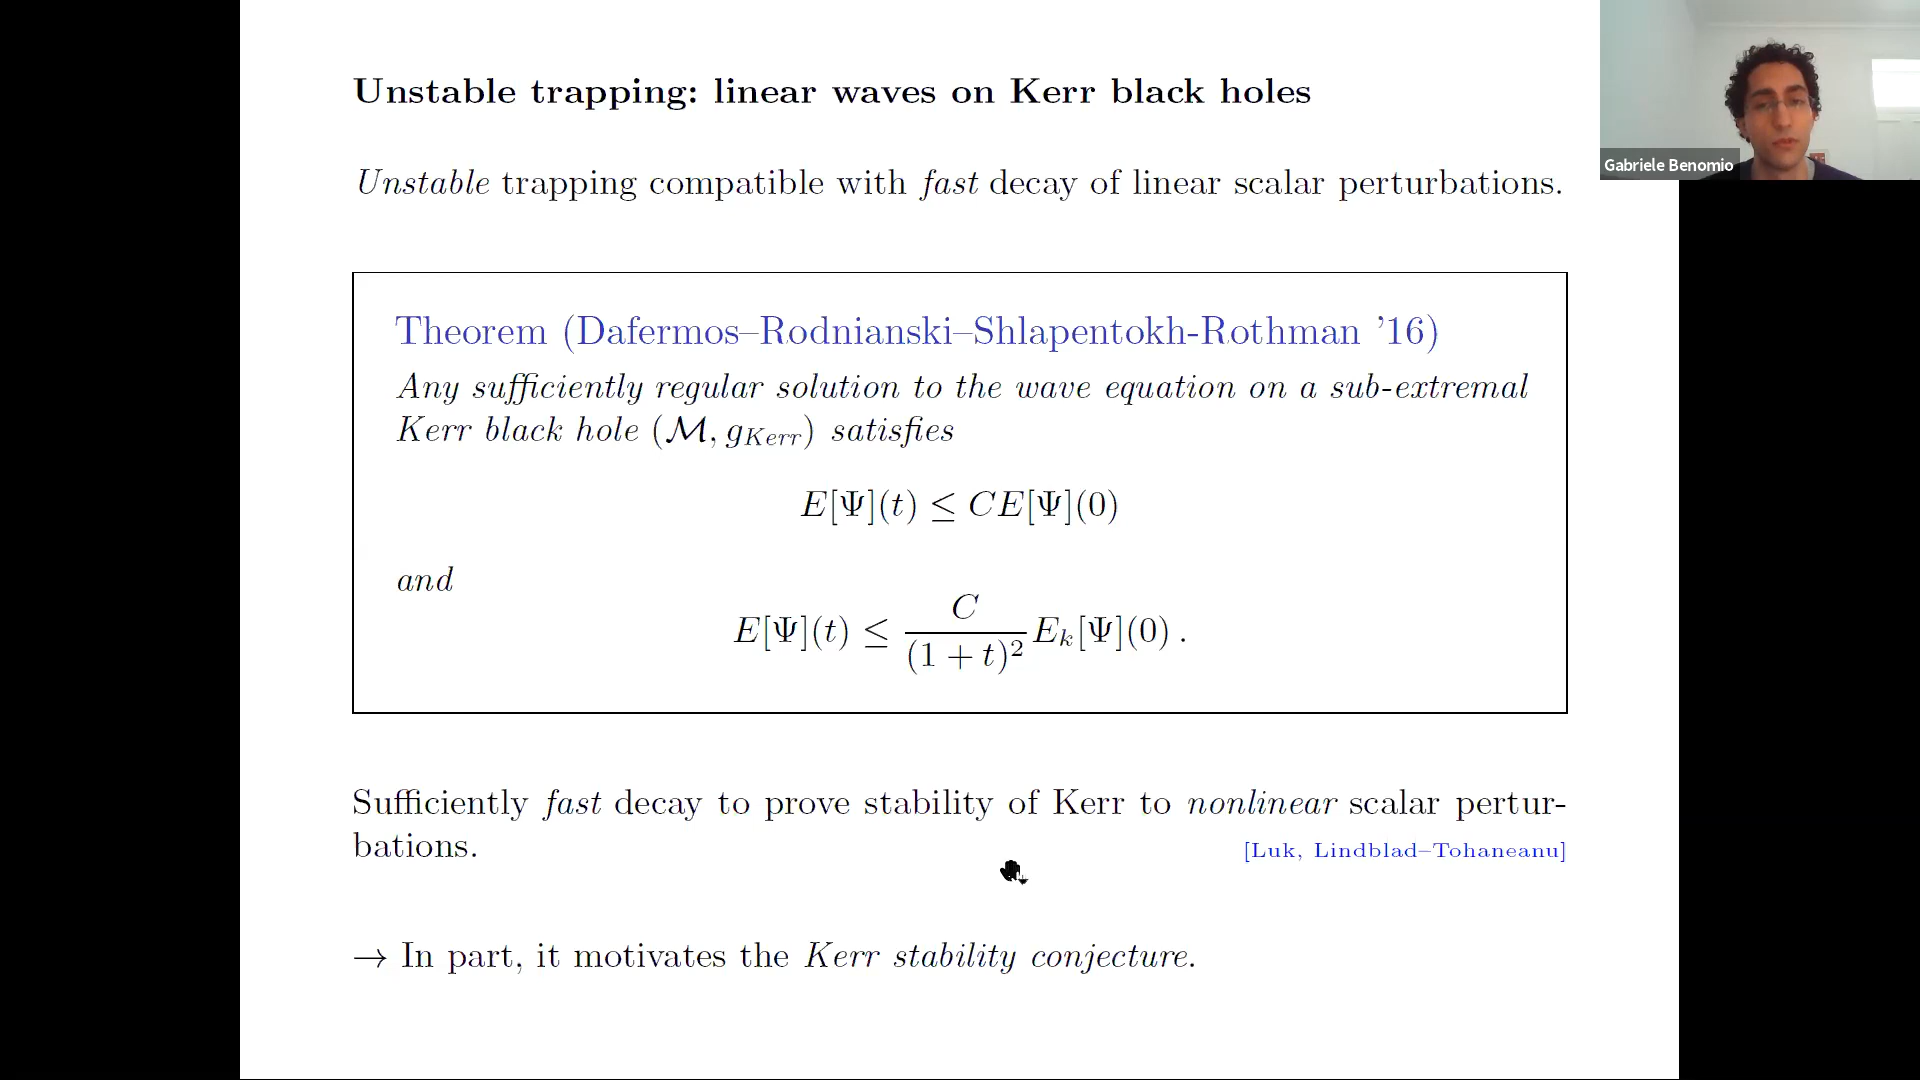 Unstable trapping: linear waves on Kerr black holes
Gabriele Benomio
Unstable trapping compatible with fast decay of linear scalar perturbations.
Theorem (Dafermos–Rodnianski–Shlapentokh-Rothman ’16)
Any sufficiently regular solution to the wave equation on a sub-extremal
Kerr black hole (ℳ, g_{Kerr}) satisfies
E[Ψ](t) ≤ CE[Ψ](0)
and
E[Ψ](t) ≤ \frac{C}{(1 + t)^2} E_k[Ψ](0) .
Sufficiently fast decay to prove stability of Kerr to nonlinear scalar pertur-
bations. [Luk, Lindblad–Tohaneanu]
→ In part, it motivates the Kerr stability conjecture.